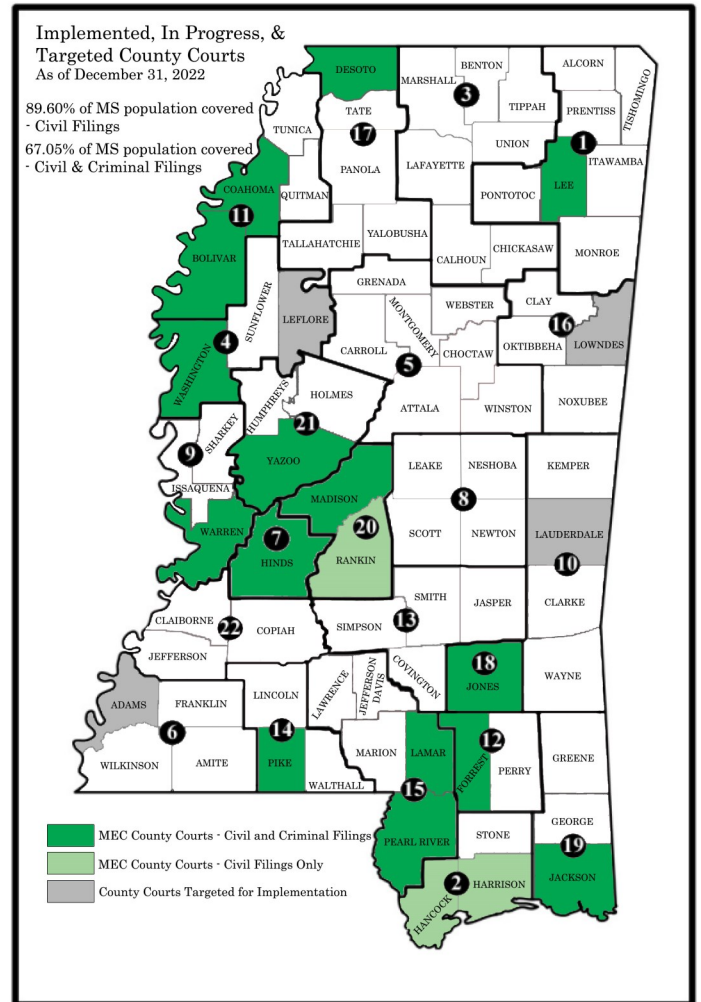 Implemented, In Progress, &
Targeted County Courts
As of December 31, 2022
89.60% of MS population covered
- Civil Filings
67.05% of MS population covered
- Civil & Criminal Filings
DESOTO
MARSHALL
BENTON
ALCORN
TISHOMINGO
3
TIPPAH
PRENTISS
TATE
TUNICA
17
UNION
1
ITAWAMBA
PANOLA
LAFAYETTE
LEE
COAHOMA
QUITMAN
PONTOTOC
11
TALLAHATCHIE
YALOBUSHA
CALHOUN
CHICKASAW
MONROE
BOLIVAR
GRENADA
SUNFLOWER
LEFLORE
MONTGOMERY
WEBSTER
CLAY
16
4
CARROLL
5
CHOCTAW
OKTIBBEHA
LOWNDES
WASHINGTON
HUMPHREYS
HOLMES
ATTALA
WINSTON
NOXUBEE
21
SHARKEY
9
YAZOO
LEAKE
NESHOBA
KEMPER
ISSAQUENA
MADISON
8
WARREN
7
20
SCOTT
NEWTON
LAUDERDALE
HINDS
RANKIN
10
SMITH
JASPER
CLARKE
CLAIBORNE
22
COPIAH
SIMPSON
13
JEFFERSON
18
COVINGTON
JONES
WAYNE
LAWRENCE
JEFFERSON
DAVIS
LINCOLN
ADAMS
FRANKLIN
6
14
12
MARION
LAMAR
WILKINSON
AMITE
PIKE
WALTHALL
FORREST
PERRY
GREENE
15
PEARL RIVER
STONE
GEORGE
19
2
HARRISON
JACKSON
HANCOCK
MEC County Courts - Civil and Criminal Filings
MEC County Courts - Civil Filings Only
County Courts Targeted for Implementation